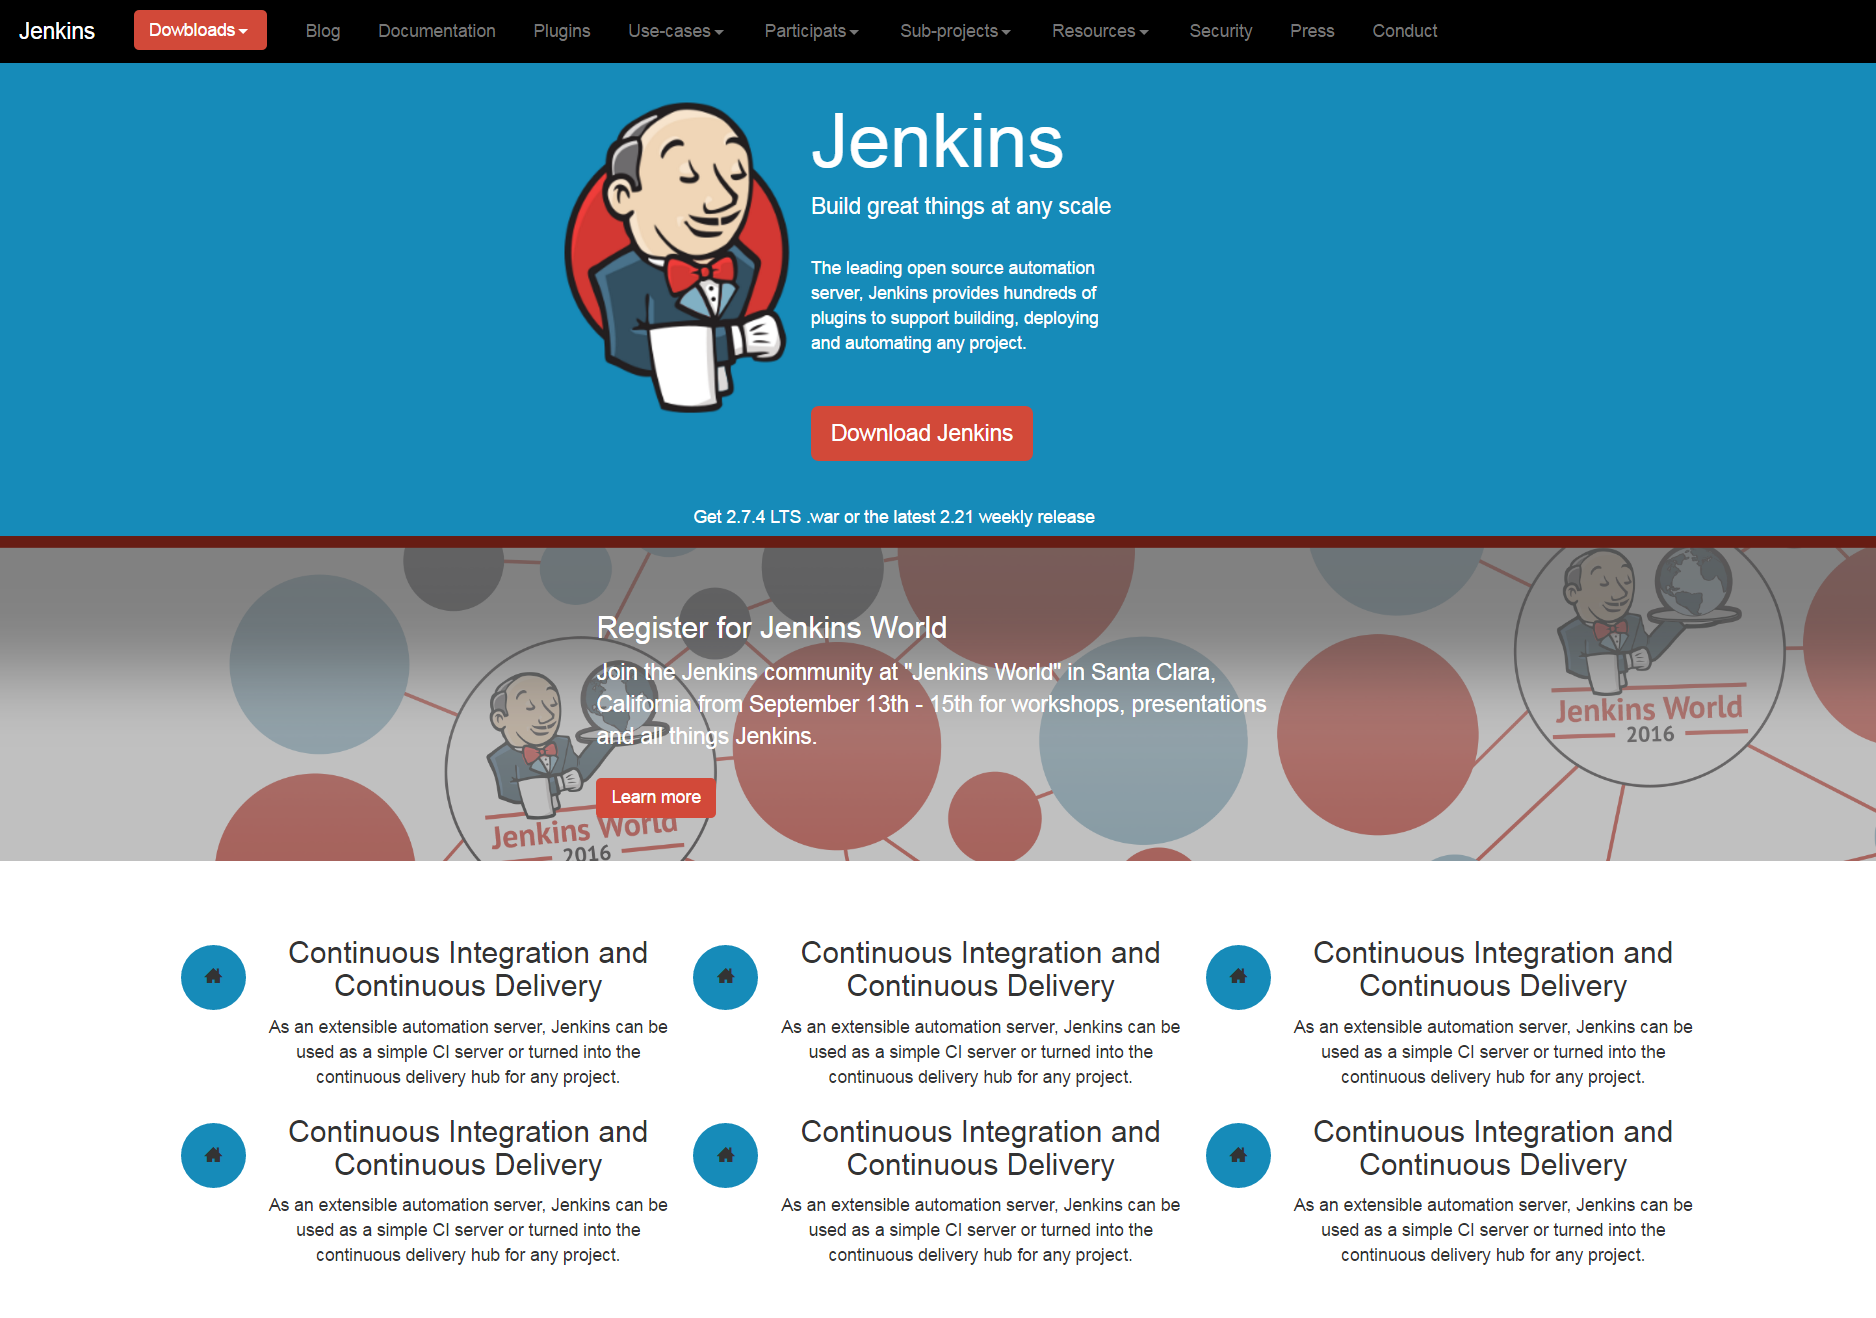 Jenkins Dowbloads Blog Documentation Plugins Use-cases Participats Sub-projects Resources Security Press Conduct
Jenkins
Build great things at any scale
The leading open source automation
server, Jenkins provides hundreds of
plugins to support building, deploying
and automating any project.
Download Jenkins
Get 2.7.4 LTS .war or the latest 2.21 weekly release
Register for Jenkins World
Join the Jenkins community at "Jenkins World" in Santa Clara,
California from September 13th - 15th for workshops, presentations
and all things Jenkins.
Learn more
Jenkins World
2016
Jenkins World
2016
Continuous Integration and
Continuous Delivery
As an extensible automation server, Jenkins can be
used as a simple CI server or turned into the
continuous delivery hub for any project.
Continuous Integration and
Continuous Delivery
As an extensible automation server, Jenkins can be
used as a simple CI server or turned into the
continuous delivery hub for any project.
Continuous Integration and
Continuous Delivery
As an extensible automation server, Jenkins can be
used as a simple CI server or turned into the
continuous delivery hub for any project.
Continuous Integration and
Continuous Delivery
As an extensible automation server, Jenkins can be
used as a simple CI server or turned into the
continuous delivery hub for any project.
Continuous Integration and
Continuous Delivery
As an extensible automation server, Jenkins can be
used as a simple CI server or turned into the
continuous delivery hub for any project.
Continuous Integration and
Continuous Delivery
As an extensible automation server, Jenkins can be
used as a simple CI server or turned into the
continuous delivery hub for any project.